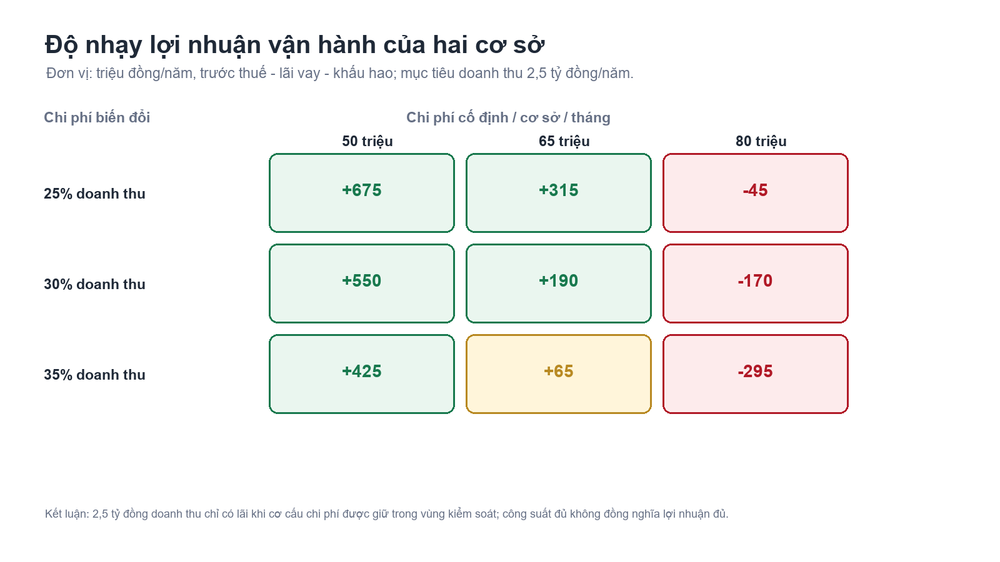 Độ nhạy lợi nhuận vận hành của hai cơ sở
Đơn vị: triệu đồng/năm, trước thuế - lãi vay - khấu hao; mục tiêu doanh thu 2,5 tỷ đồng/năm.
Chi phí biến đổi
Chi phí cố định / cơ sở / tháng
50 triệu 65 triệu 80 triệu
25% doanh thu +675 +315 -45
30% doanh thu +550 +190 -170
35% doanh thu +425 +65 -295
Kết luận: 2,5 tỷ đồng doanh thu chỉ có lãi khi cơ cấu chi phí được giữ trong vùng kiểm soát; công suất đủ không đồng nghĩa lợi nhuận đủ.